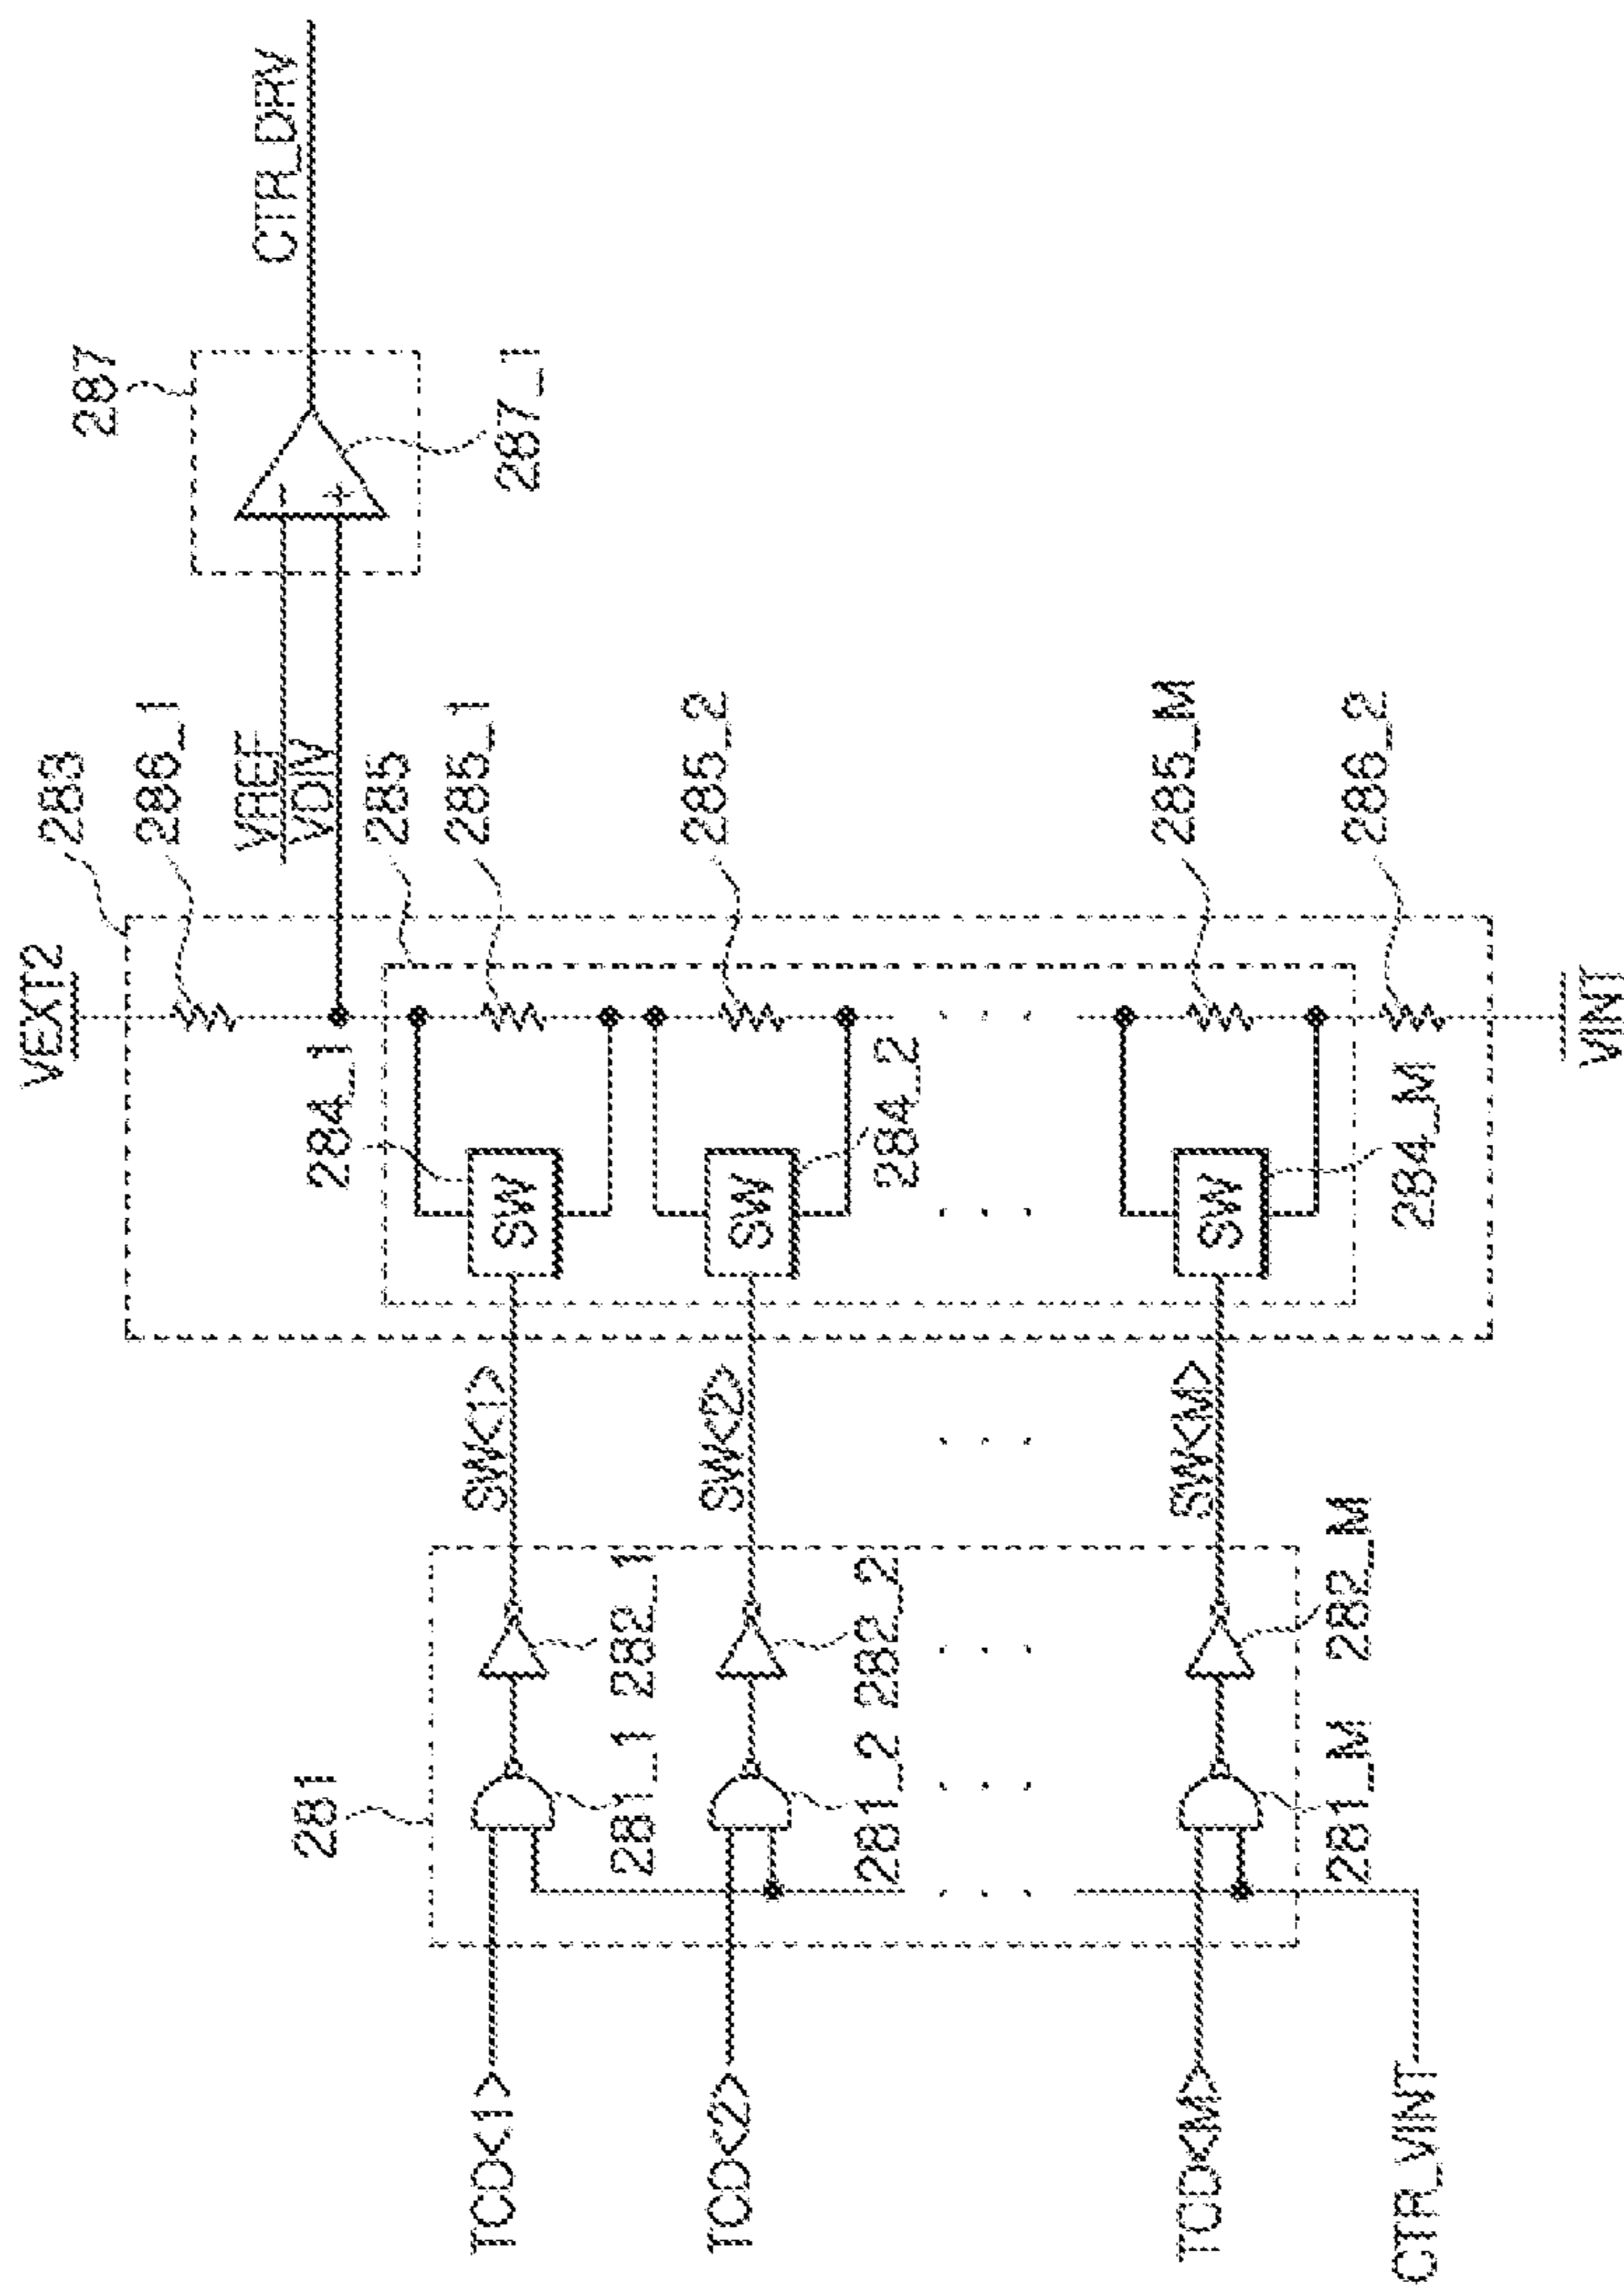 VEXT2
283
286_1
VREF
VDIV
285
285_1
285_2
285_M
286_2
VINT
287
287_1
CTR_DRV
284_1
SW
SW
284_2
SW
284_M
SW<1>
SW<2>
SW<M>
281
281_1
282_1
281_2
282_2
281_M
282_M
TCD<1>
TCD<2>
TCD<M>
CTR_VINT